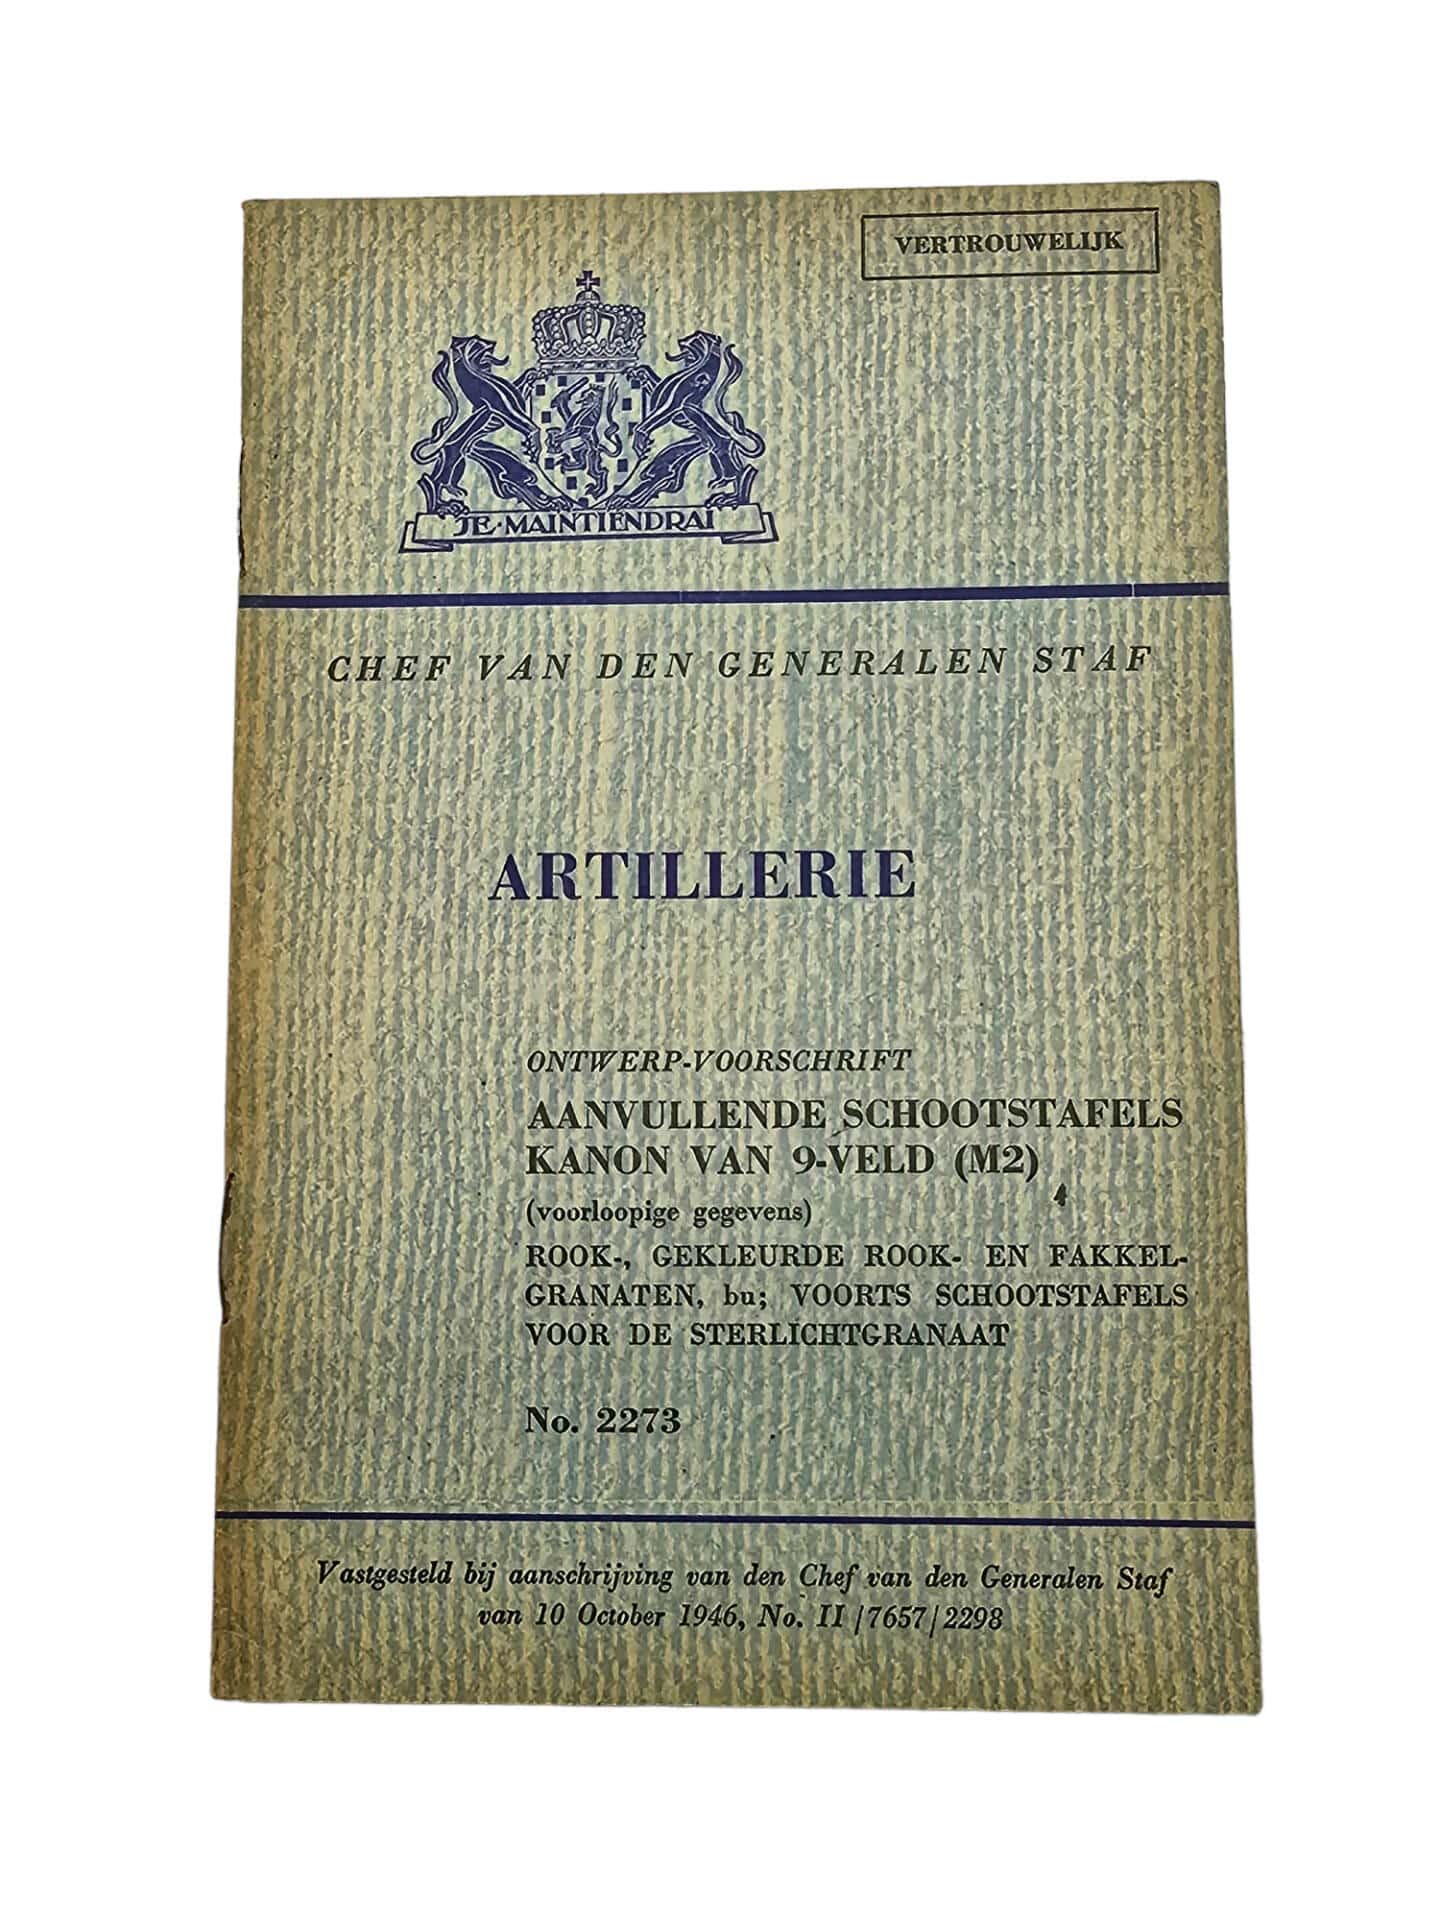 VERTROUWELIJK
JE·MAINTIENDRAI
CHEF VAN DEN GENERALEN STAF
ARTILLERIE
ONTWERP-VOORSCHRIFT
AANVULLENDE SCHOOTSTAFELS
KANON VAN 9-VELD (M2)
(voorloopige gegevens)
ROOK-, GEKLEURDE ROOK- EN FAKKEL-
GRANATEN, bu; VOORTS SCHOOTSTAFELS
VOOR DE STERLICHTGRANAAT
No. 2273
Vastgesteld bij aanschrijving van den Chef van den Generalen Staf
van 10 October 1946, No. II/7657/2298